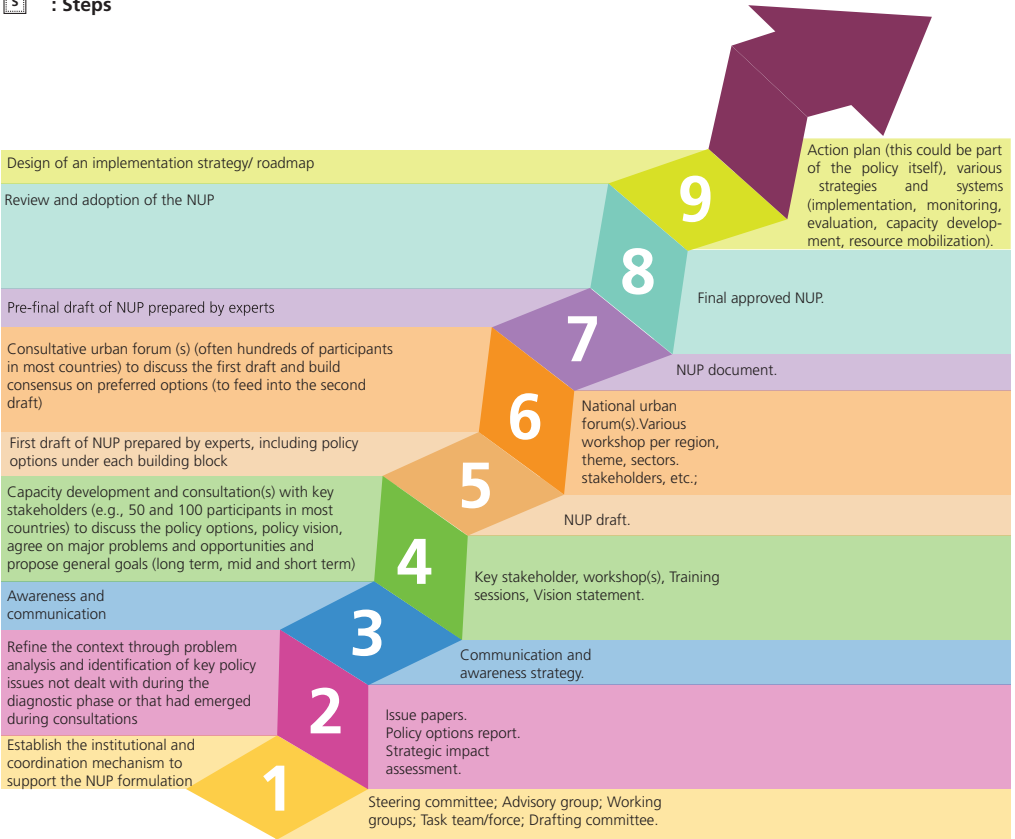 S : Steps
Design of an implementation strategy/ roadmap
9
Action plan (this could be part
of the policy itself), various
strategies and systems
(implementation, monitoring,
evaluation, capacity develop-
ment, resource mobilization).
Review and adoption of the NUP
8
Final approved NUP.
Pre-final draft of NUP prepared by experts
7
NUP document.
Consultative urban forum (s) (often hundreds of participants
in most countries) to discuss the first draft and build
consensus on preferred options (to feed into the second
draft)
6
National urban
forum(s).Various
workshop per region,
theme, sectors.
stakeholders, etc.;
First draft of NUP prepared by experts, including policy
options under each building block
5
NUP draft.
Capacity development and consultation(s) with key
stakeholders (e.g., 50 and 100 participants in most
countries) to discuss the policy options, policy vision,
agree on major problems and opportunities and
propose general goals (long term, mid and short term)
4
Key stakeholder, workshop(s), Training
sessions, Vision statement.
Awareness and
communication
3
Communication and
awareness strategy.
Refine the context through problem
analysis and identification of key policy
issues not dealt with during the
diagnostic phase or that had emerged
during consultations
2
Issue papers.
Policy options report.
Strategic impact
assessment.
Establish the institutional and
coordination mechanism to
support the NUP formulation
1
Steering committee; Advisory group; Working
groups; Task team/force; Drafting committee.